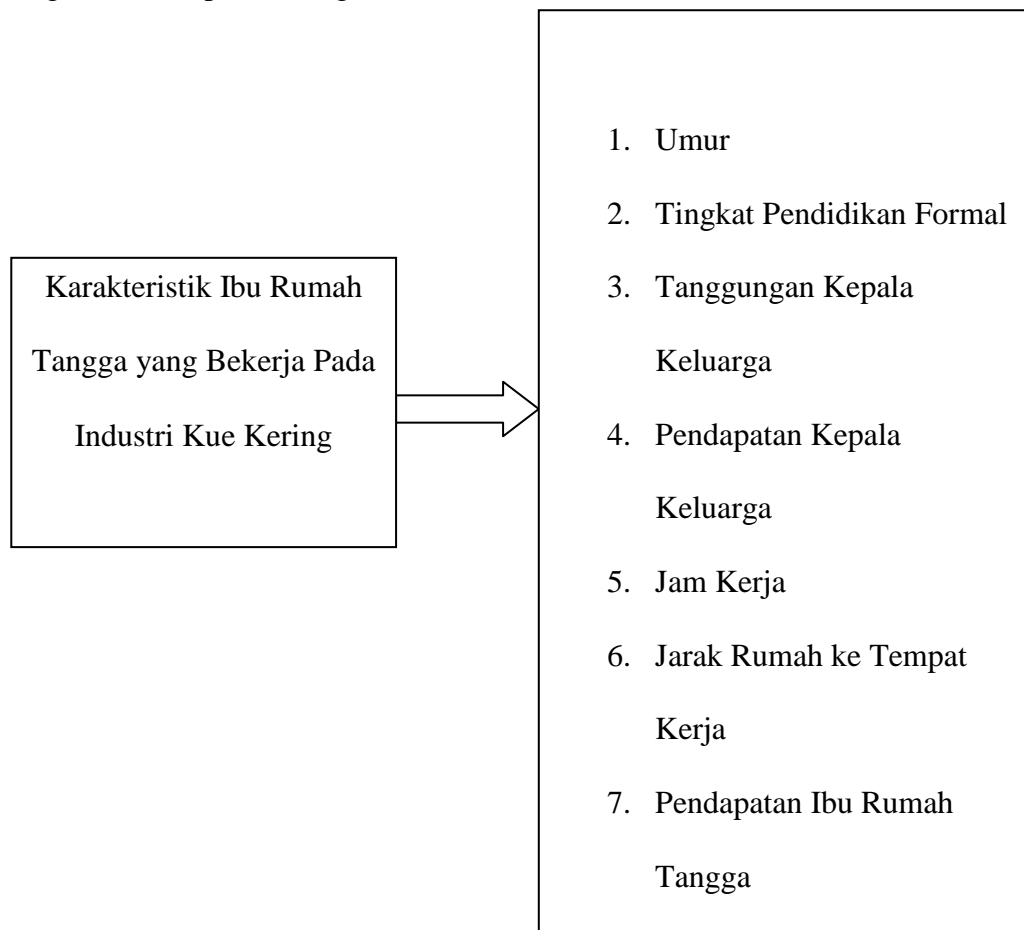 Karakteristik Ibu Rumah
Tangga yang Bekerja Pada
Industri Kue Kering
1. Umur
2. Tingkat Pendidikan Formal
3. Tanggungan Kepala
Keluarga
4. Pendapatan Kepala
Keluarga
5. Jam Kerja
6. Jarak Rumah ke Tempat
Kerja
7. Pendapatan Ibu Rumah
Tangga